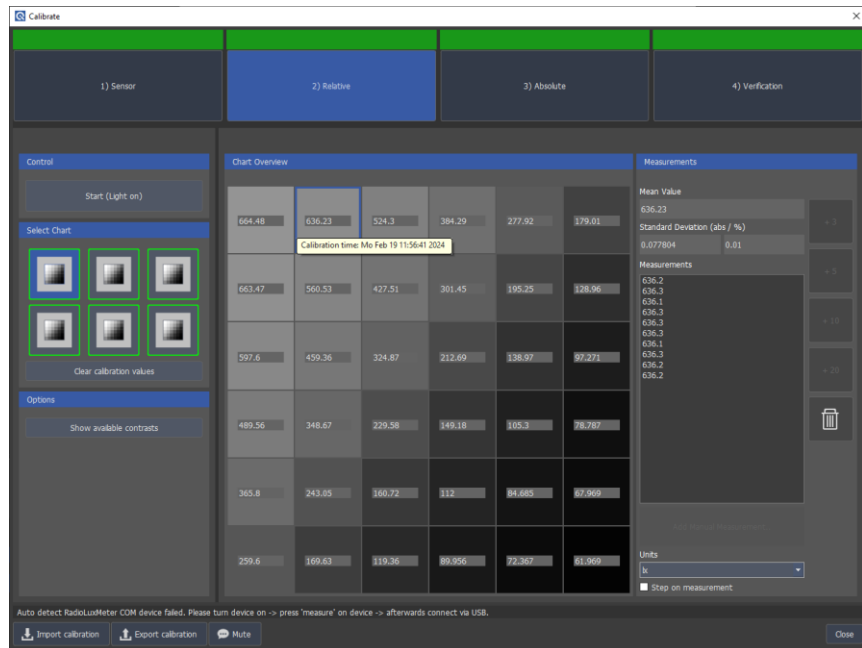 Calibrate
1) Sensor
2) Relative
3) Absolute
4) Verification
Control
Start (Light on)
Select Chart
Clear calibration values
Options
Show available contrasts
Chart Overview
664.48 636.23 524.3 384.29 277.92 179.01
Calibration time: Mo Feb 19 11:56:41 2024
663.47 560.53 427.51 301.45 195.25 128.96
597.6 459.36 324.87 212.69 138.97 97.271
489.56 348.67 229.58 149.18 105.3 78.787
365.8 243.05 160.72 112 84.685 67.969
259.6 169.63 119.36 89.956 72.367 61.969
Measurements
Mean Value
636.23
Standard Deviation (abs / %)
0.077804 0.01
Measurements
636.2
636.3
636.1
636.3
636.3
636.3
636.1
636.3
636.2
636.2
+ 3
+ 5
+ 10
+ 20
Add Manual Measurement
Units
lx
Step on measurement
Auto detect RadioLuxMeter COM device failed. Please turn device on -> press 'measure' on device -> afterwards connect via USB.
Import calibration
Export calibration
Mute
Close